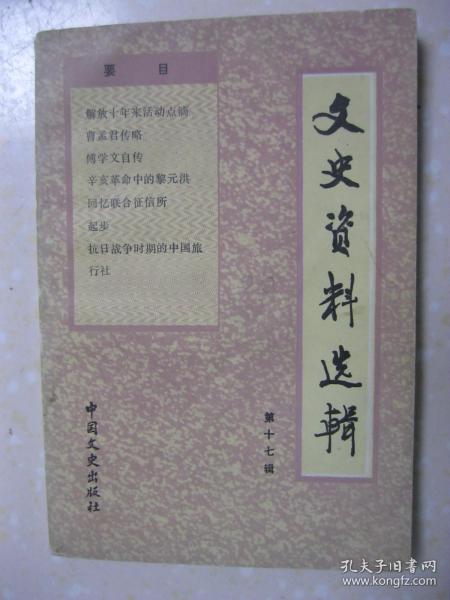 要 目
解放十年来活动点滴
曹孟君传略
傅学文自传
辛亥革命中的黎元洪
回忆联合征信所
起步
抗日战争时期的中国旅
行社
文史资料选辑
第十七辑
中国文史出版社
孔夫子旧书网
www.kongfz.com